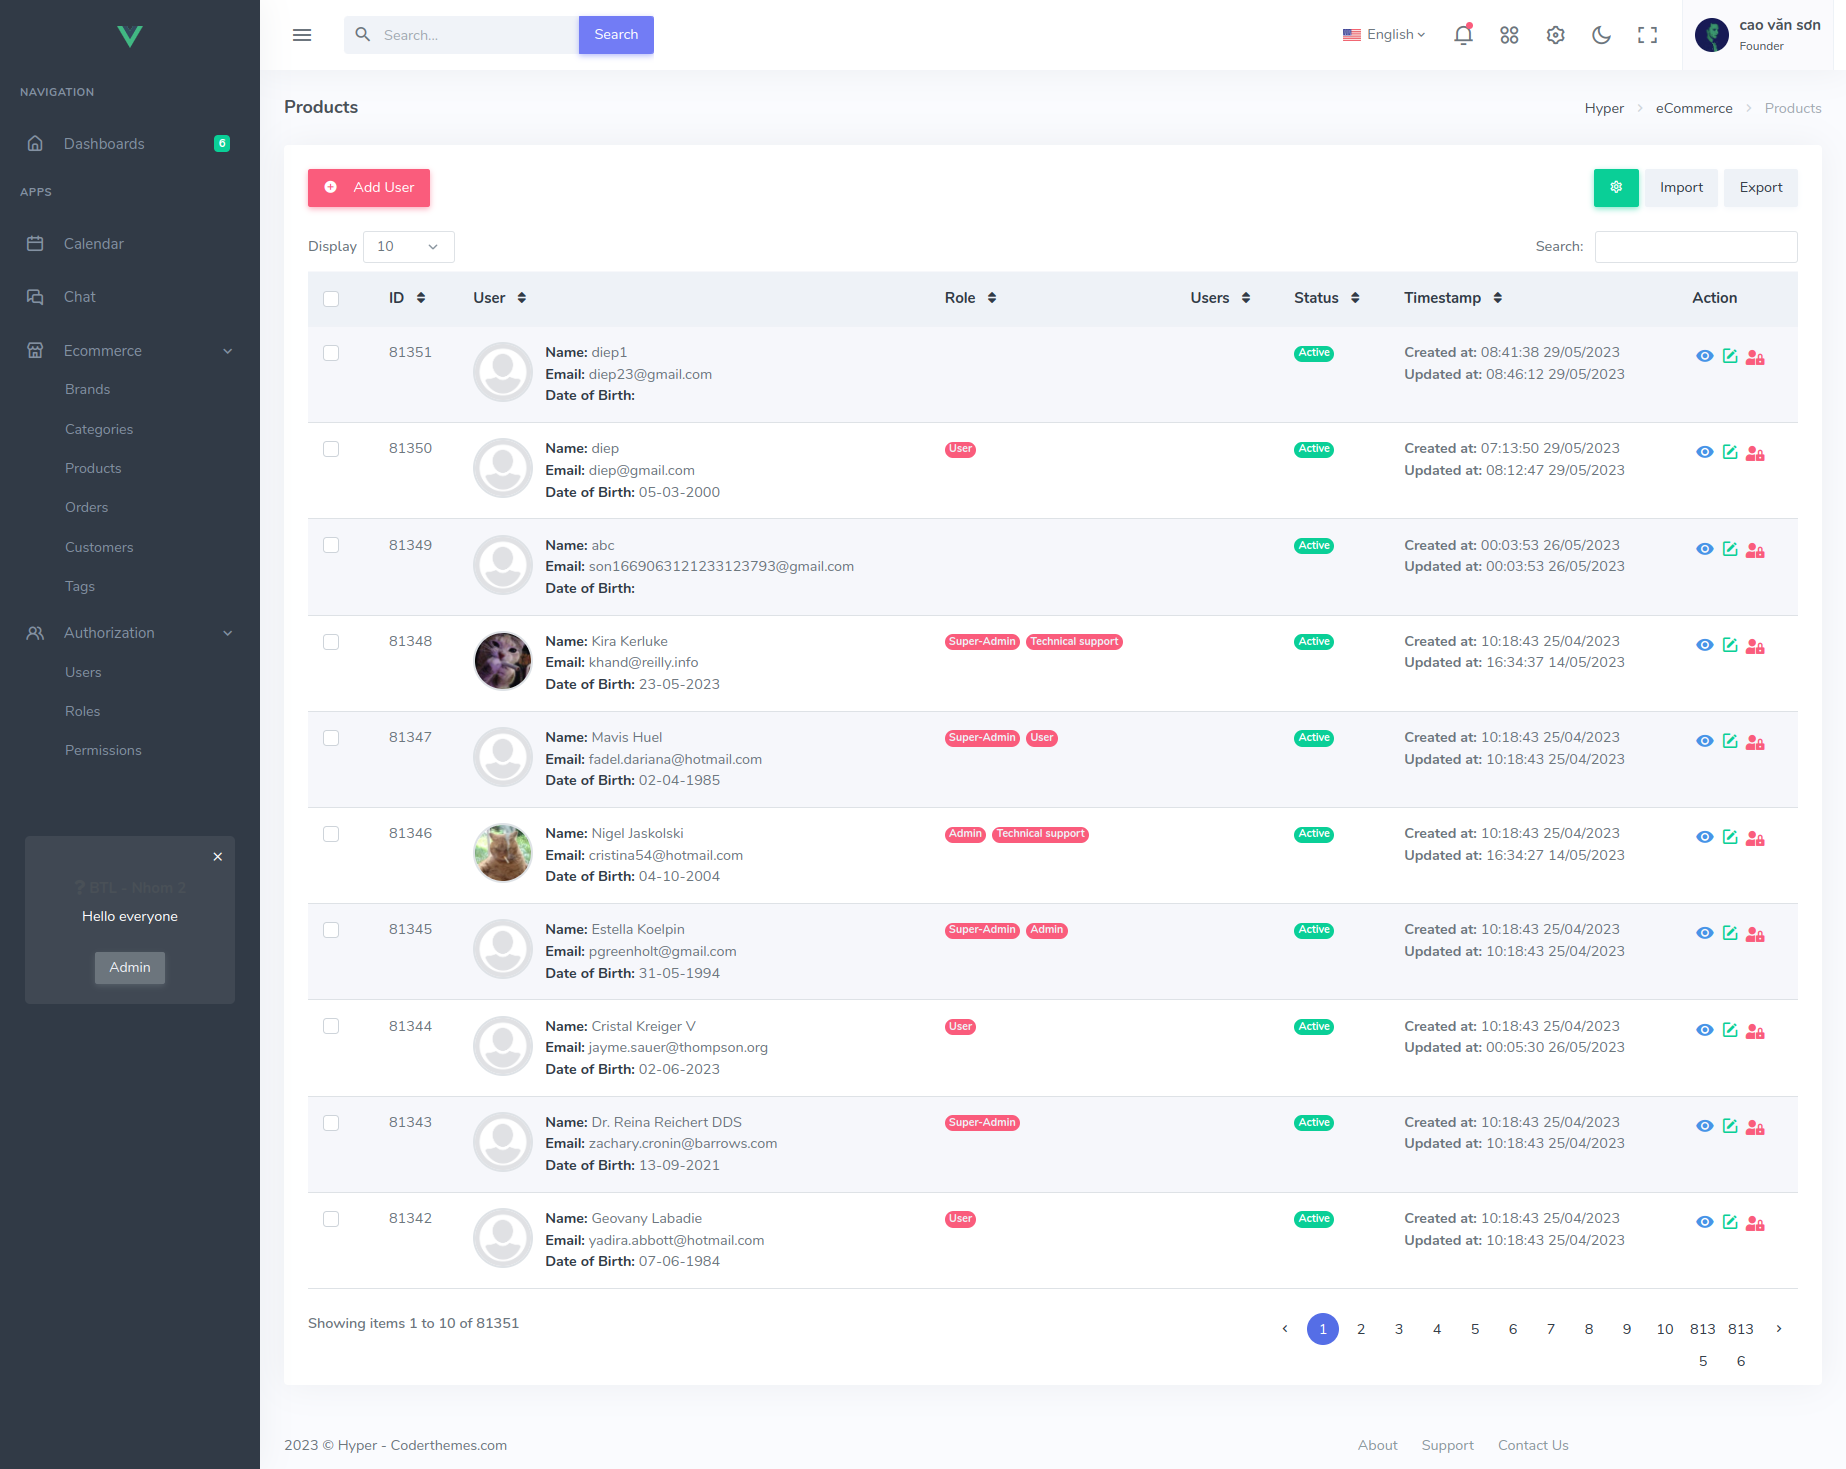 Search...
Search
English
cao văn sơn
Founder
NAVIGATION
Dashboards
6
APPS
Calendar
Chat
Ecommerce
Brands
Categories
Products
Orders
Customers
Tags
Authorization
Users
Roles
Permissions
? BTL - Nhom 2
Hello everyone
Admin
Products
Hyper > eCommerce > Products
Add User
Import
Export
Display 10
Search:
ID User Role Users Status Timestamp Action
81351
Name: diep1
Email: diep23@gmail.com
Date of Birth:
Active
Created at: 08:41:38 29/05/2023
Updated at: 08:46:12 29/05/2023
81350
Name: diep
Email: diep@gmail.com
Date of Birth: 05-03-2000
User
Active
Created at: 07:13:50 29/05/2023
Updated at: 08:12:47 29/05/2023
81349
Name: abc
Email: son1669063121233123793@gmail.com
Date of Birth:
Active
Created at: 00:03:53 26/05/2023
Updated at: 00:03:53 26/05/2023
81348
Name: Kira Kerluke
Email: khand@reilly.info
Date of Birth: 23-05-2023
Super-Admin Technical support
Active
Created at: 10:18:43 25/04/2023
Updated at: 16:34:37 14/05/2023
81347
Name: Mavis Huel
Email: fadel.dariana@hotmail.com
Date of Birth: 02-04-1985
Super-Admin User
Active
Created at: 10:18:43 25/04/2023
Updated at: 10:18:43 25/04/2023
81346
Name: Nigel Jaskolski
Email: cristina54@hotmail.com
Date of Birth: 04-10-2004
Admin Technical support
Active
Created at: 10:18:43 25/04/2023
Updated at: 16:34:27 14/05/2023
81345
Name: Estella Koelpin
Email: pgreenholt@gmail.com
Date of Birth: 31-05-1994
Super-Admin Admin
Active
Created at: 10:18:43 25/04/2023
Updated at: 10:18:43 25/04/2023
81344
Name: Cristal Kreiger V
Email: jayme.sauer@thompson.org
Date of Birth: 02-06-2023
User
Active
Created at: 10:18:43 25/04/2023
Updated at: 00:05:30 26/05/2023
81343
Name: Dr. Reina Reichert DDS
Email: zachary.cronin@barrows.com
Date of Birth: 13-09-2021
Super-Admin
Active
Created at: 10:18:43 25/04/2023
Updated at: 10:18:43 25/04/2023
81342
Name: Geovany Labadie
Email: yadira.abbott@hotmail.com
Date of Birth: 07-06-1984
User
Active
Created at: 10:18:43 25/04/2023
Updated at: 10:18:43 25/04/2023
Showing items 1 to 10 of 81351
‹ 1 2 3 4 5 6 7 8 9 10 813 813 ›
5 6
2023 © Hyper - Coderthemes.com
About Support Contact Us